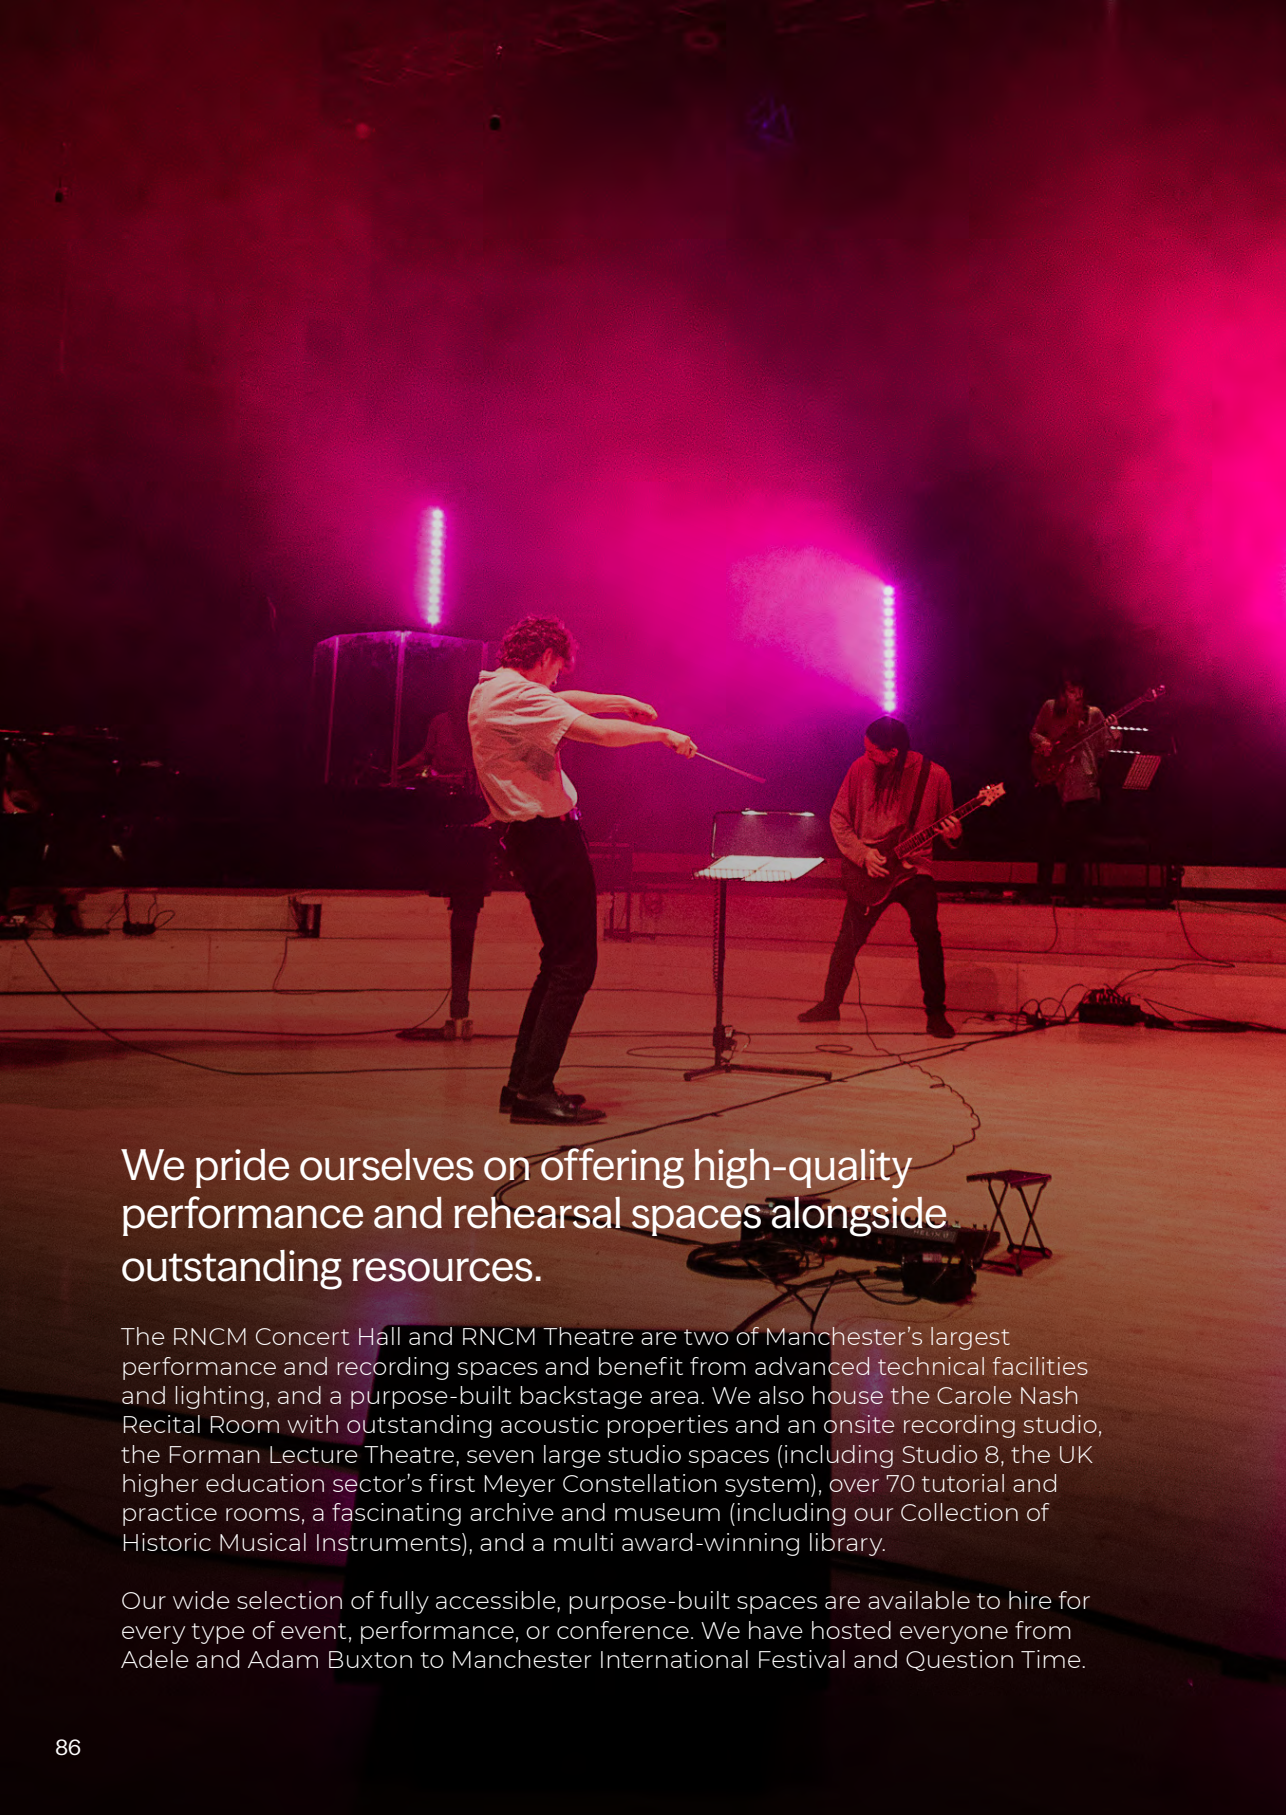 We pride ourselves on offering high-quality
performance and rehearsal spaces alongside
outstanding resources.
The RNCM Concert Hall and RNCM Theatre are two of Manchester’s largest
performance and recording spaces and benefit from advanced technical facilities
and lighting, and a purpose-built backstage area. We also house the Carole Nash
Recital Room with outstanding acoustic properties and an onsite recording studio,
the Forman Lecture Theatre, seven large studio spaces (including Studio 8, the UK
higher education sector’s first Meyer Constellation system), over 70 tutorial and
practice rooms, a fascinating archive and museum (including our Collection of
Historic Musical Instruments), and a multi award-winning library.
Our wide selection of fully accessible, purpose-built spaces are available to hire for
every type of event, performance, or conference. We have hosted everyone from
Adele and Adam Buxton to Manchester International Festival and Question Time.
86